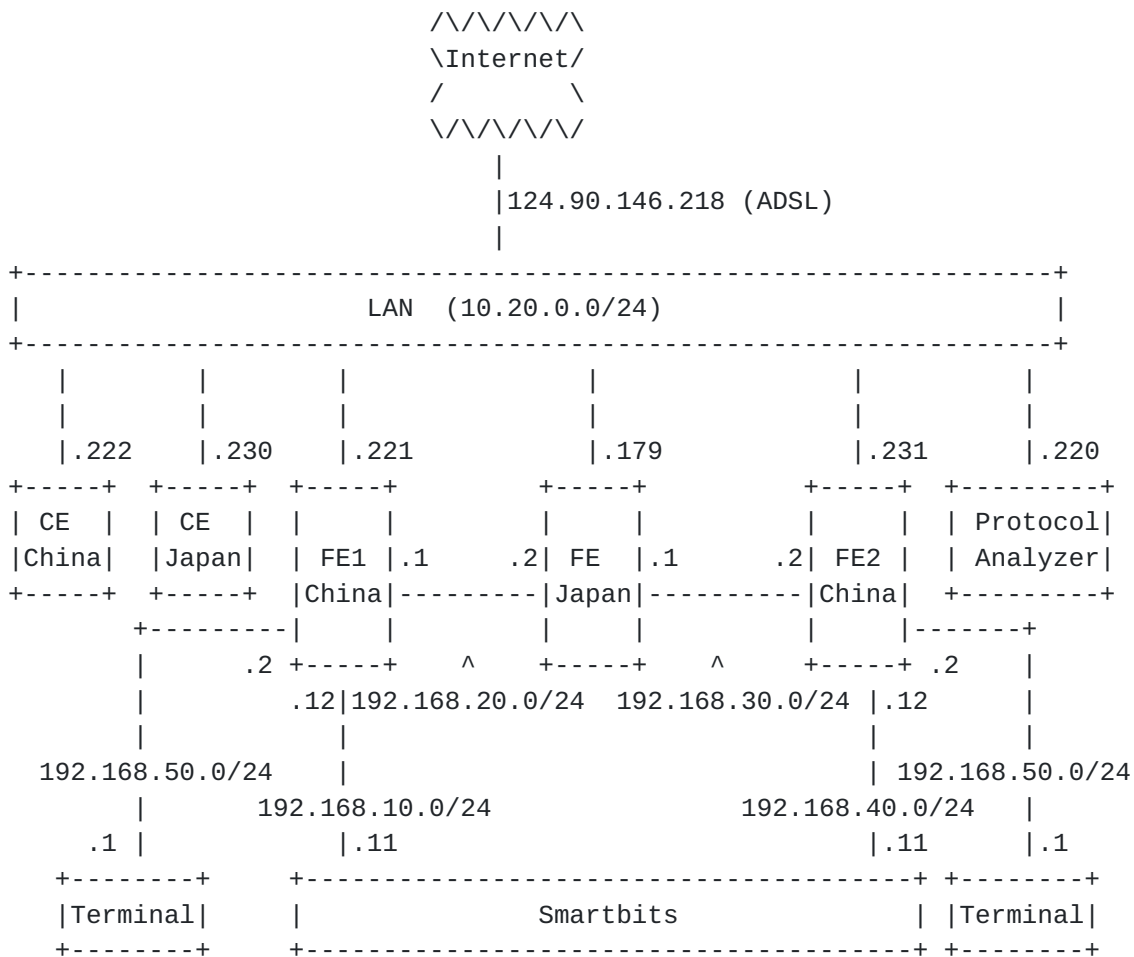 Internet
124.90.146.218 (ADSL)
LAN (10.20.0.0/24)
.222 .230 .221 .179 .231 .220
CE CE Protocol
China Japan FE1 .1 .2 FE .1 .2 FE2 Analyzer
China Japan China
.2 ^ ^ .2
.12 192.168.20.0/24 192.168.30.0/24 .12
192.168.50.0/24 192.168.50.0/24
192.168.10.0/24 192.168.40.0/24
.1 .11 .11 .1
Terminal Smartbits Terminal